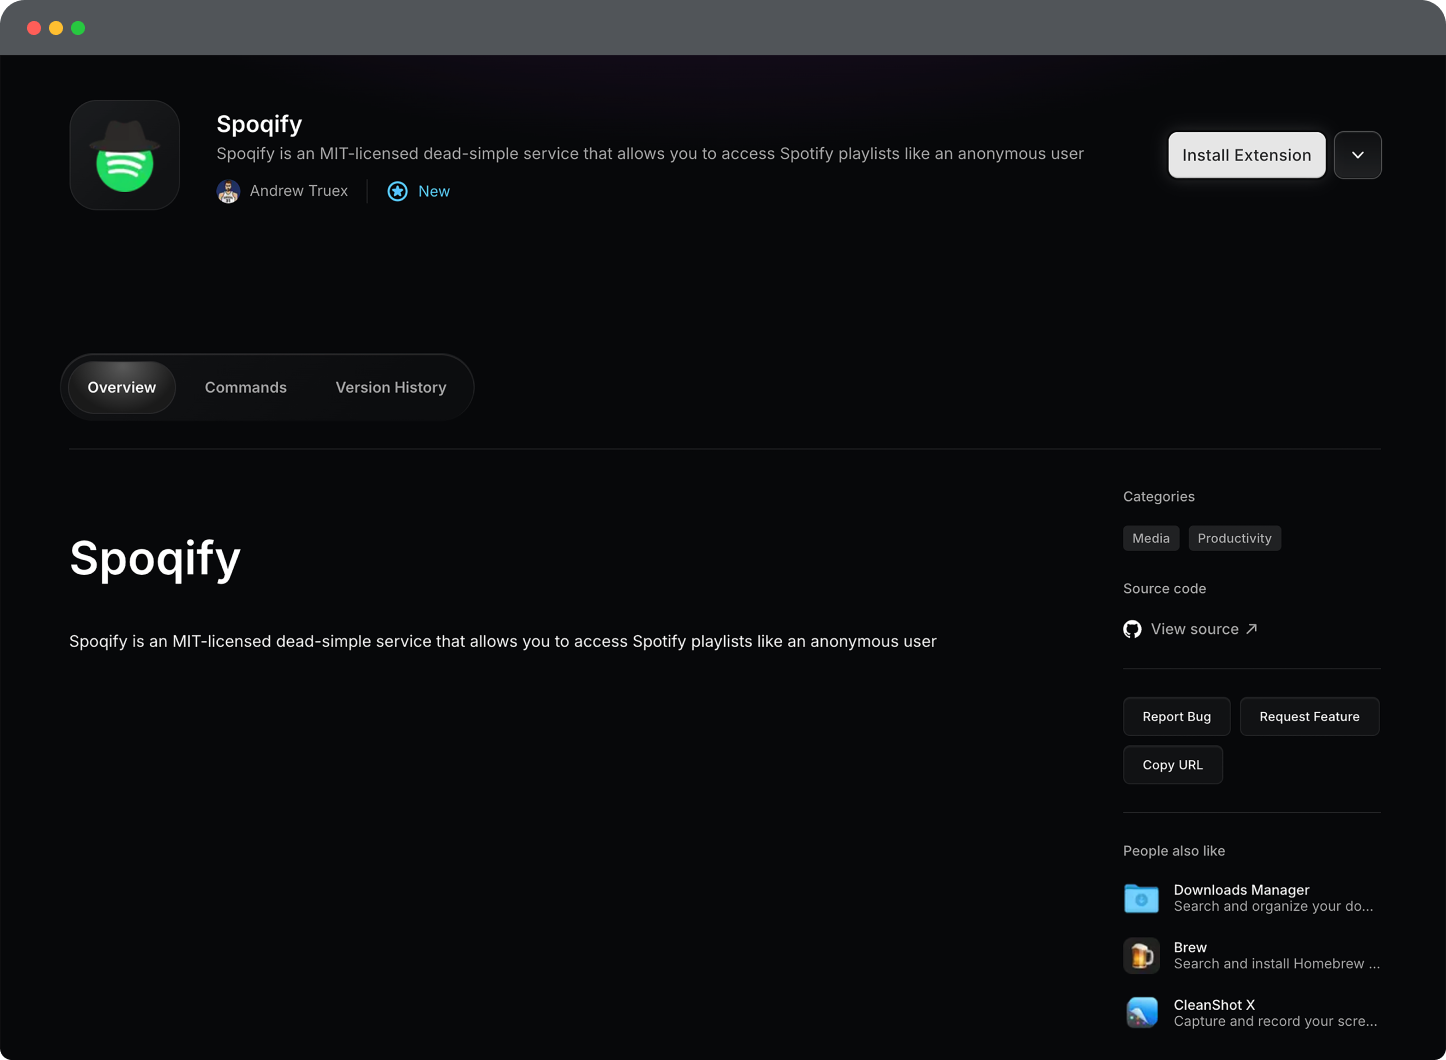 Spoqify
Spoqify is an MIT-licensed dead-simple service that allows you to access Spotify playlists like an anonymous user
Andrew Truex
New
Install Extension
Overview
Commands
Version History
Spoqify
Spoqify is an MIT-licensed dead-simple service that allows you to access Spotify playlists like an anonymous user
Categories
Media
Productivity
Source code
View source
Report Bug
Request Feature
Copy URL
People also like
Downloads Manager
Search and organize your do...
Brew
Search and install Homebrew ...
CleanShot X
Capture and record your scre...